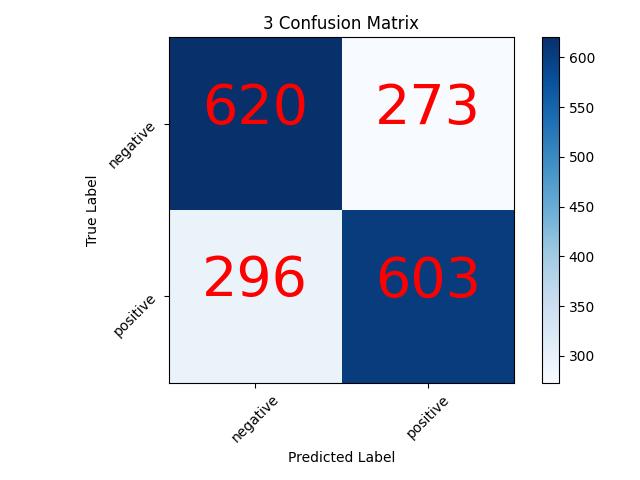 3 Confusion Matrix
620 273
296 603
True Label
negative
positive
negative
positive
Predicted Label
600
550
500
450
400
350
300